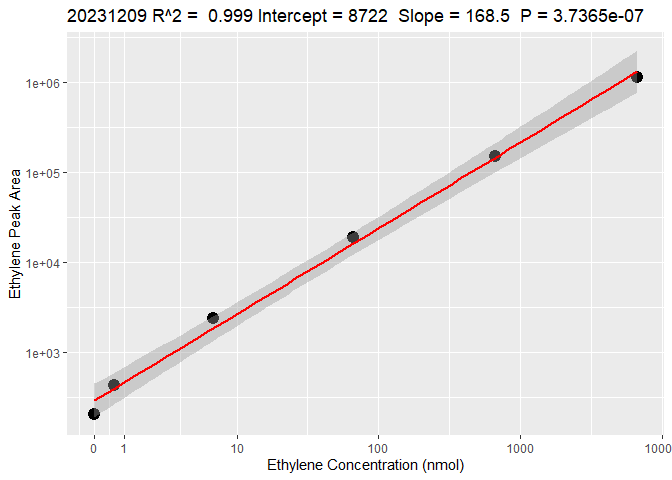 20231209 R^2 =  0.999 Intercept = 8722  Slope = 168.5  P = 3.7365e-07
Ethylene Peak Area
1e+06
1e+05
1e+04
1e+03
0 1 10 100 1000 1000
Ethylene Concentration (nmol)